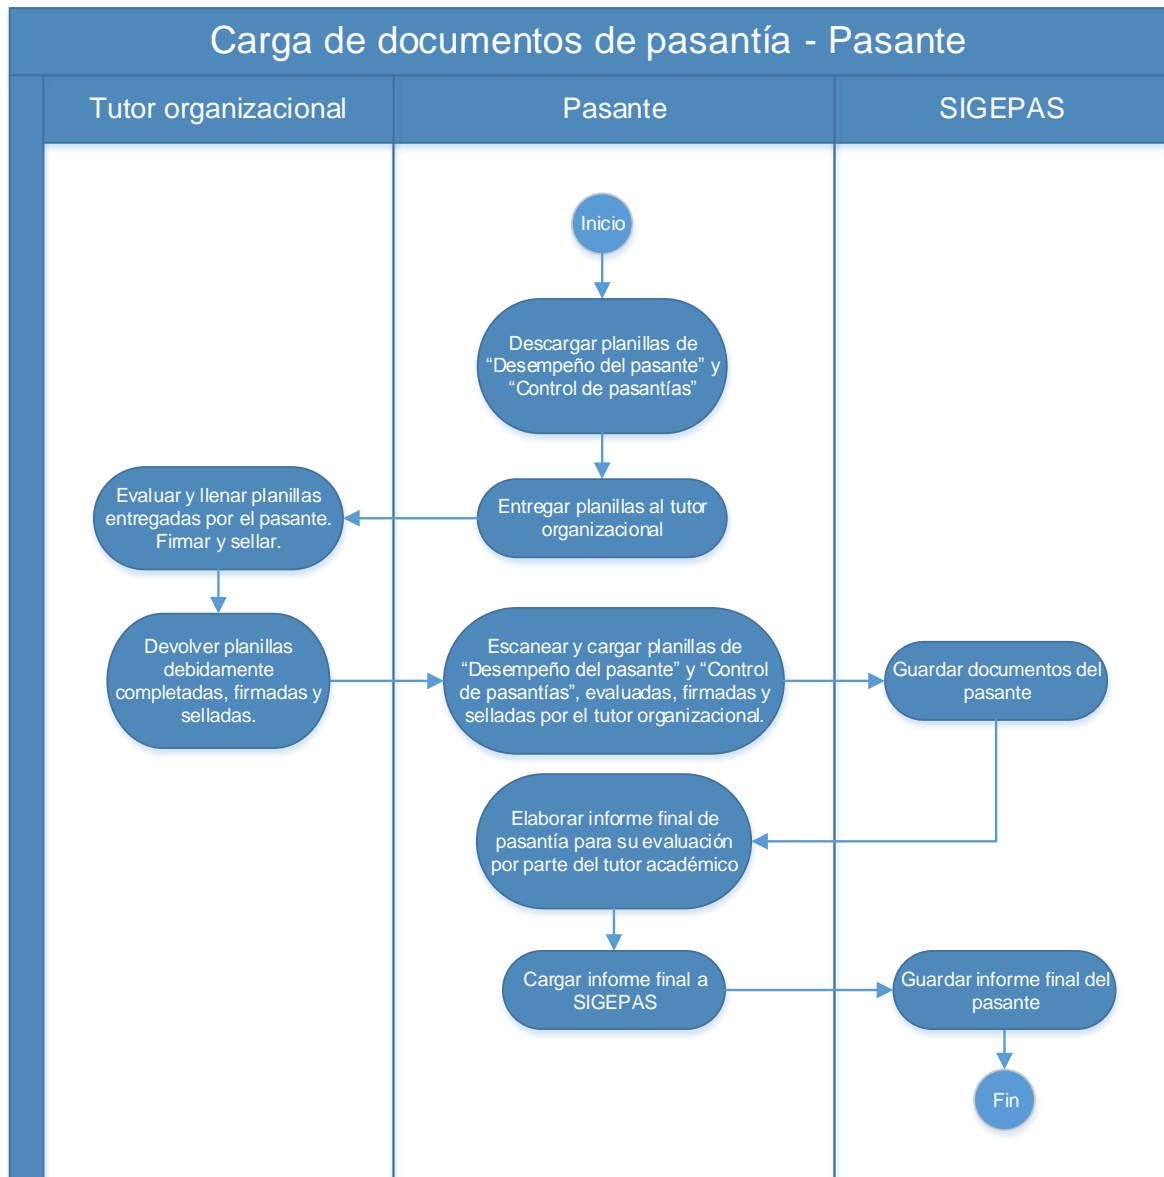 Carga de documentos de pasantía - Pasante
Tutor organizacional
Pasante
SIGEPAS
Inicio
Descargar planillas de
“Desempeño del pasante” y
“Control de pasantías”
Entregar planillas al tutor
organizacional
Evaluar y llenar planillas
entregadas por el pasante.
Firmar y sellar.
Devolver planillas
debidamente
completadas, firmadas y
selladas.
Escanear y cargar planillas de
“Desempeño del pasante” y “Control
de pasantías”, evaluadas, firmadas y
selladas por el tutor organizacional.
Guardar documentos del
pasante
Elaborar informe final de
pasantía para su evaluación
por parte del tutor académico
Cargar informe final a
SIGEPAS
Guardar informe final del
pasante
Fin